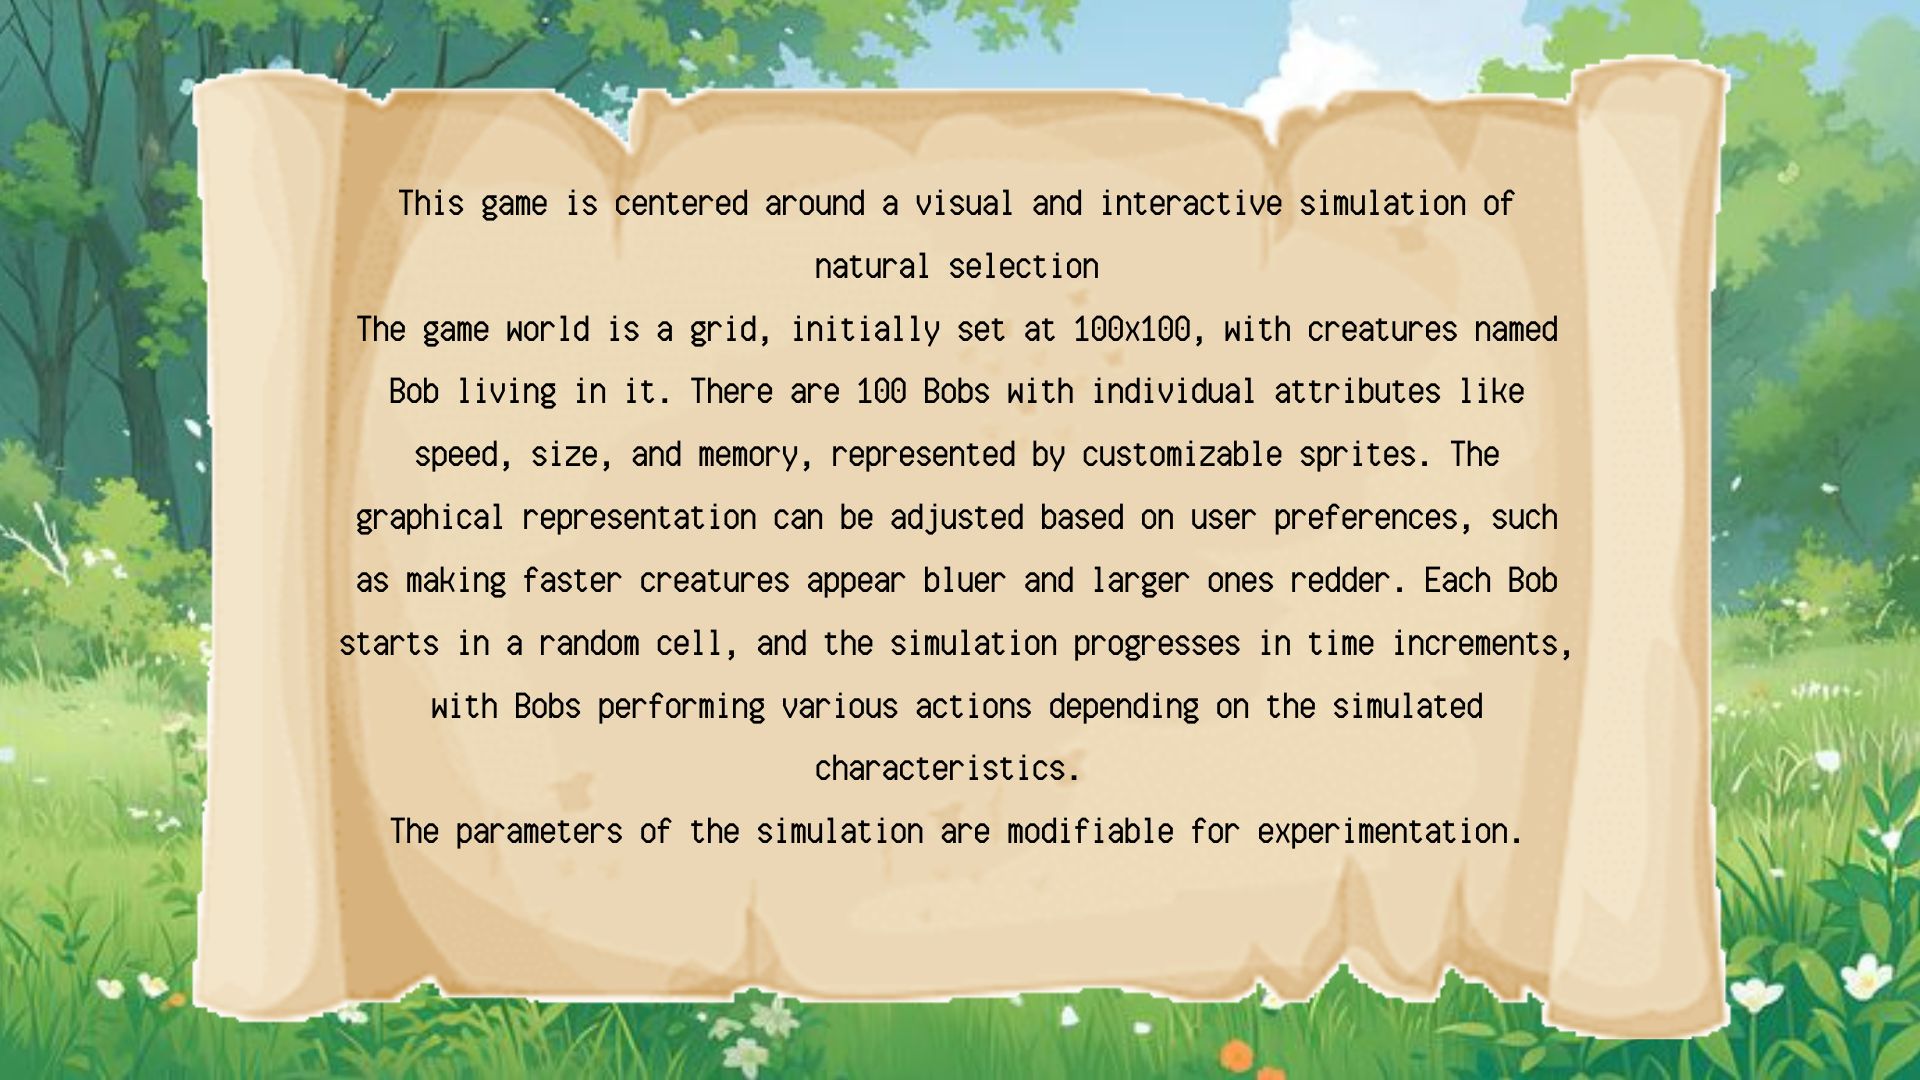 This game is centered around a visual and interactive simulation of
natural selection
The game world is a grid, initially set at 100x100, with creatures named
Bob living in it. There are 100 Bobs with individual attributes like
speed, size, and memory, represented by customizable sprites. The
graphical representation can be adjusted based on user preferences, such
as making faster creatures appear bluer and larger ones redder. Each Bob
starts in a random cell, and the simulation progresses in time increments,
with Bobs performing various actions depending on the simulated
characteristics.
The parameters of the simulation are modifiable for experimentation.